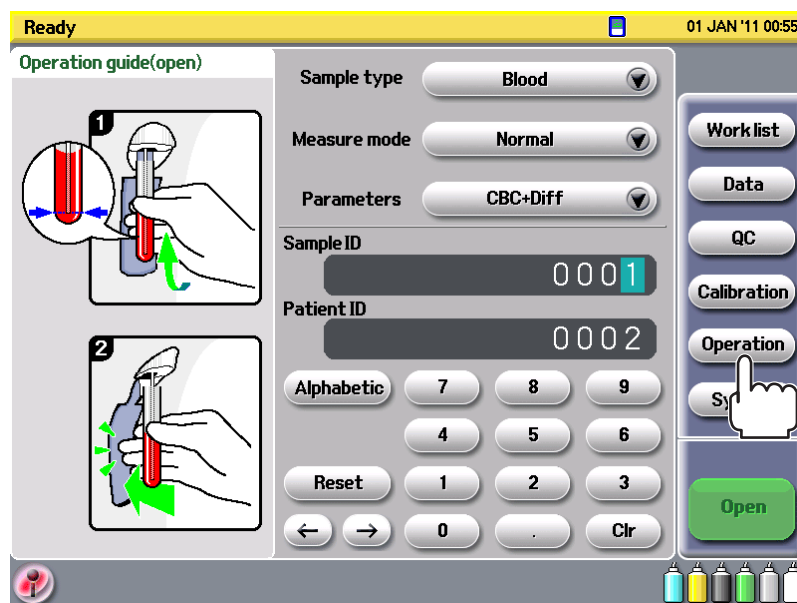 Ready
01 JAN '11 00:55
Operation guide(open)
1
2
Sample type
Blood
Measure mode
Normal
Parameters
CBC+Diff
Sample ID
0001
Patient ID
0002
Alphabetic
7
8
9
4
5
6
Reset
1
2
3
←
→
0
.
Clr
Work list
Data
QC
Calibration
Operation
Open